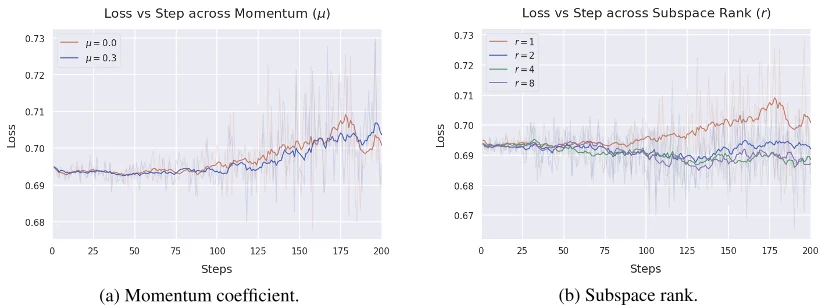 Loss vs Step across Momentum (μ)
Loss
0.73
0.72
0.71
0.70
0.69
0.68
μ = 0.0
μ = 0.3
0 25 50 75 100 125 150 175 200
Steps
(a) Momentum coefficient.
Loss vs Step across Subspace Rank (r)
Loss
0.73
0.72
0.71
0.70
0.69
0.68
0.67
r = 1
r = 2
r = 4
r = 8
0 25 50 75 100 125 150 175 200
Steps
(b) Subspace rank.